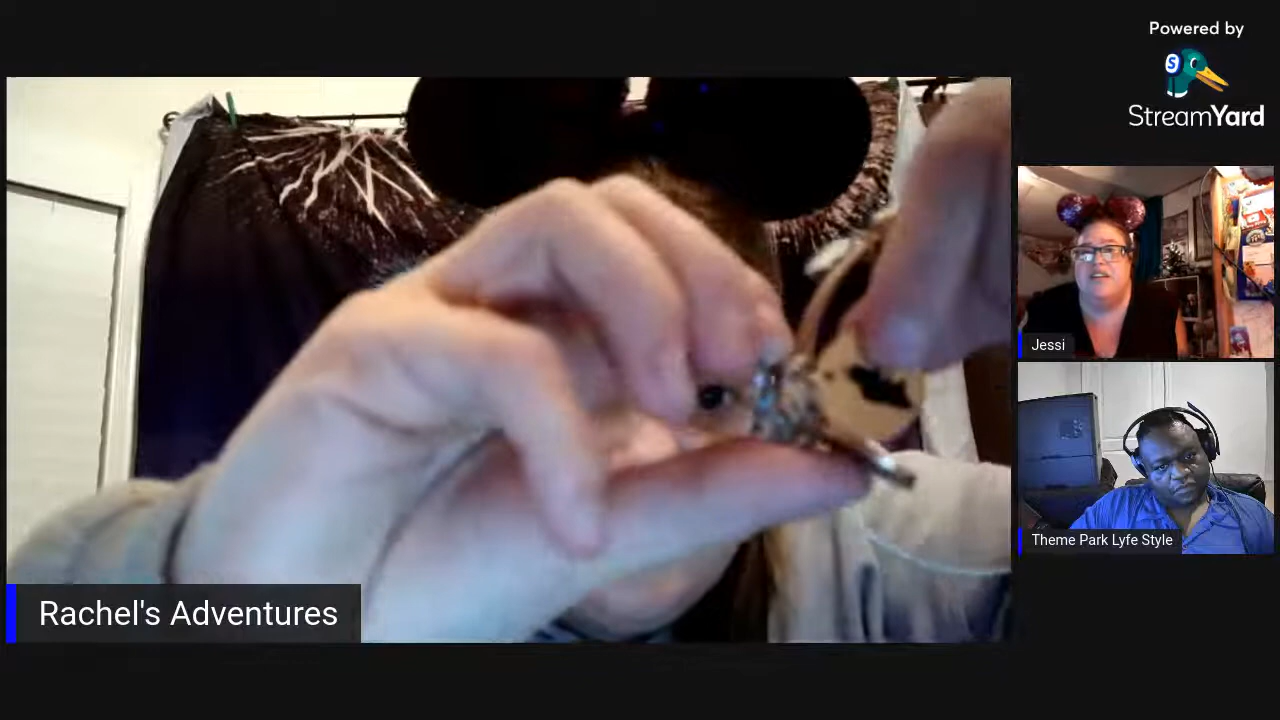 Powered by
StreamYard
Jessi
Theme Park Lyfe Style
Rachel's Adventures